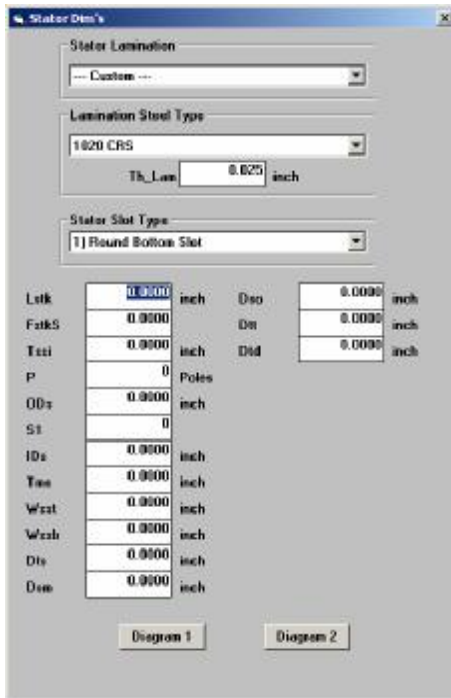 Stator Dim's
Stator Lamination
--- Custom ---
Lamination Steel Type
1020 CRS
Th_Lam 0.025 inch
Stator Slot Type
1) Round Bottom Slot
Lstk 0.0000 inch Dso 0.0000 inch
FstkS 0.0000 Dtt 0.0000 inch
Tssi 0.0000 inch Dtd 0.0000 inch
P 0 Poles
ODs 0.0000 inch
S1 0
IDs 0.0000 inch
0.0000 inch
Wsst 0.0000 inch
Wssb 0.0000 inch
Dts 0.0000 inch
Dsm 0.0000 inch
Diagram 1 Diagram 2